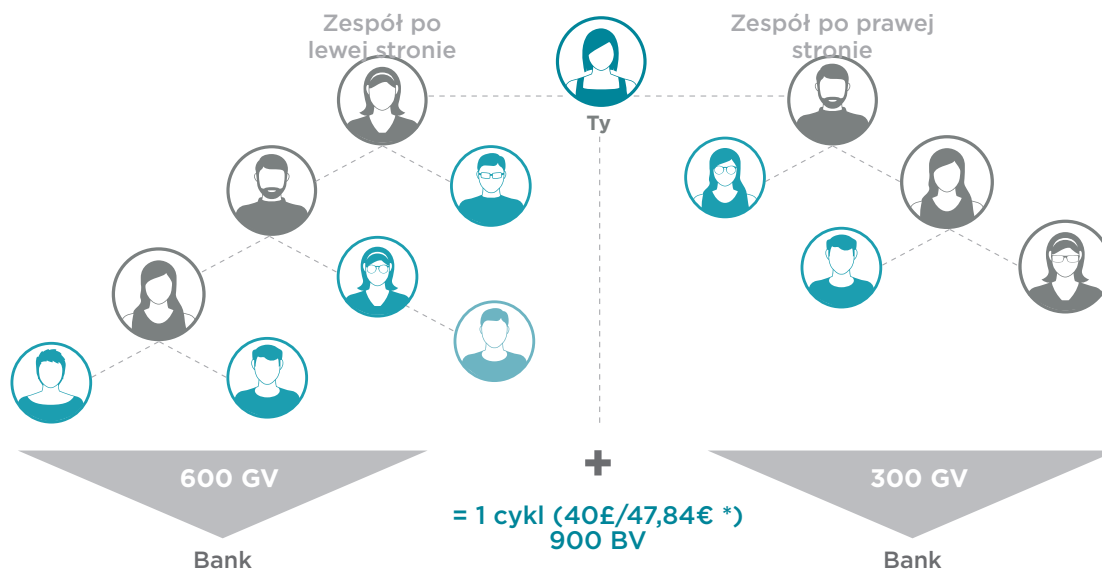 Zespół po
lewej stronie
Zespół po prawej
stronie
Ty
600 GV
+
300 GV
= 1 cykl (40£/47,84€ *)
900 BV
Bank
Bank